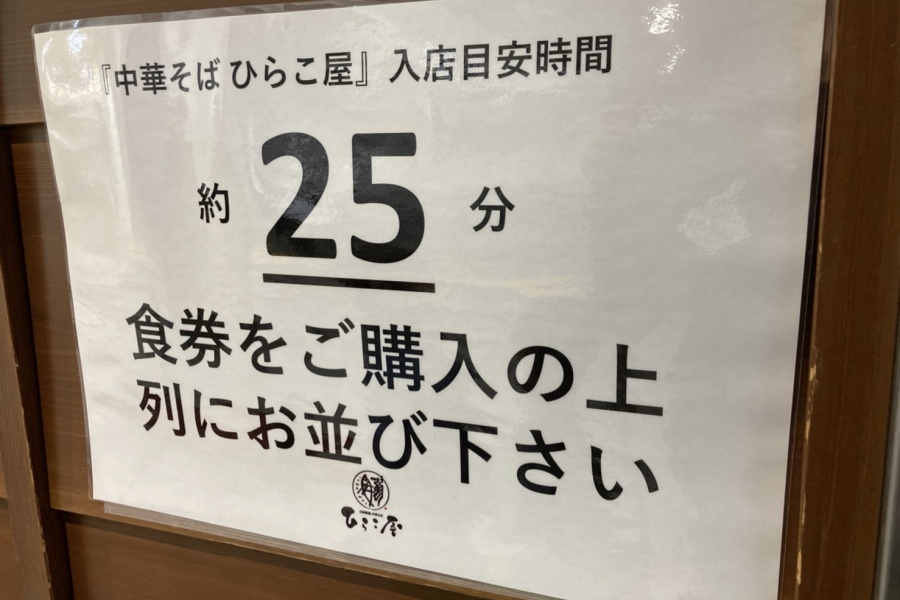 『中華そば ひらこ屋』入店目安時間
約 25 分
食券をご購入の上
列にお並び下さい
ひらこ屋